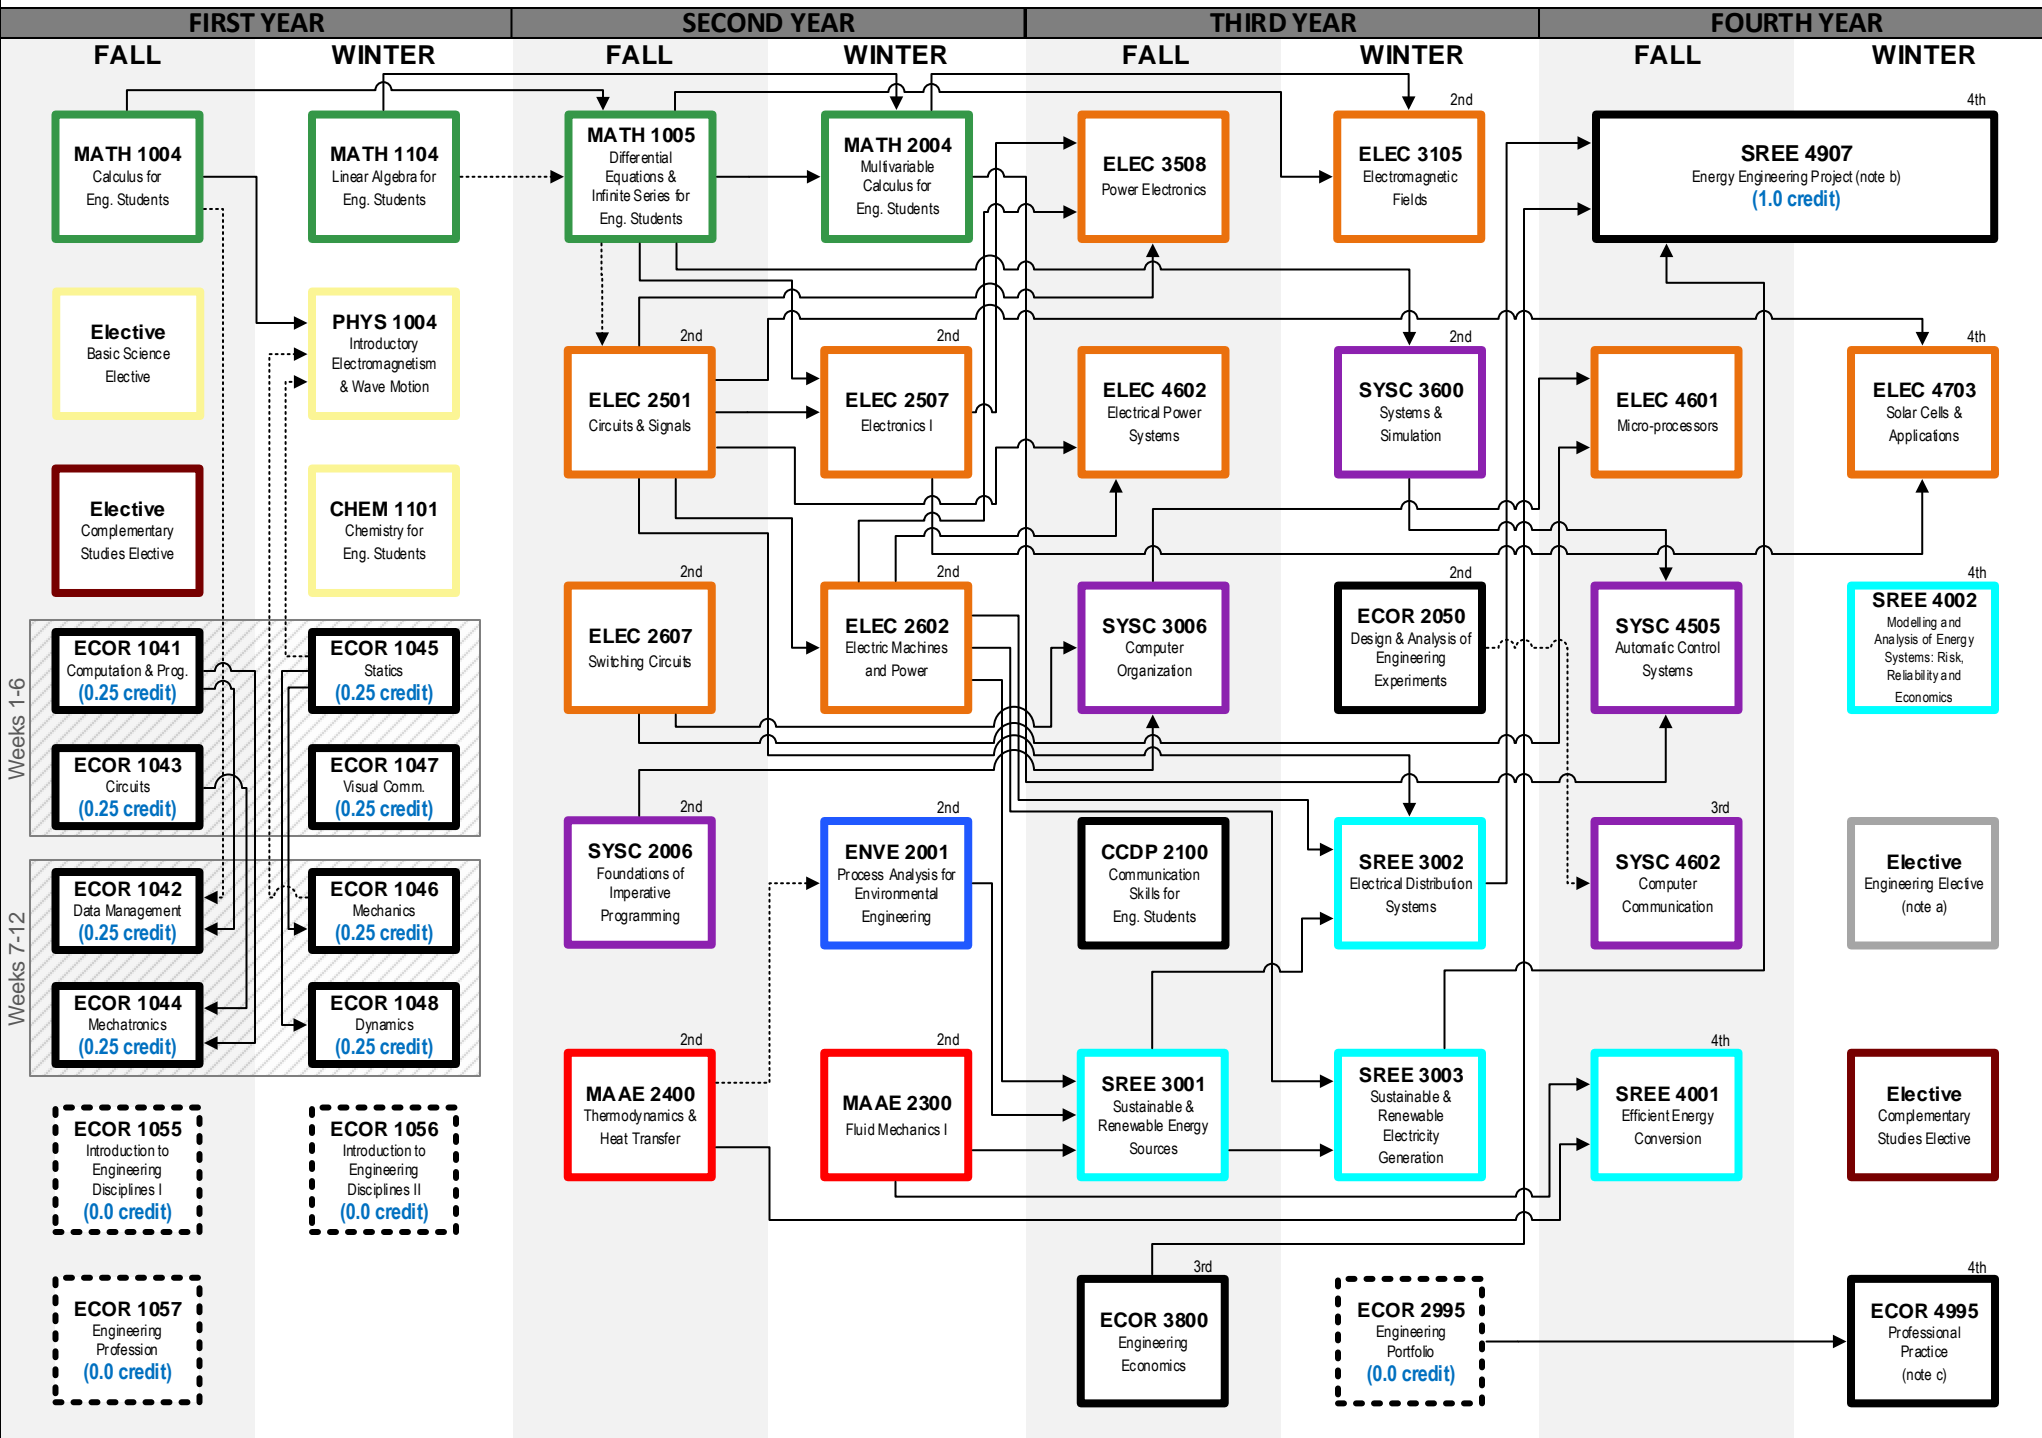 FIRST YEAR
SECOND YEAR
THIRD YEAR
FOURTH YEAR
FALL
WINTER
FALL
WINTER
FALL
WINTER
FALL
WINTER
MATH 1004
Calculus for
Eng. Students
MATH 1104
Linear Algebra for
Eng. Students
MATH 1005
Differential
Equations &
Infinite Series for
Eng. Students
MATH 2004
Multivariable
Calculus for
Eng. Students
ELEC 3508
Power Electronics
2nd
ELEC 3105
Electromagnetic
Fields
4th
SREE 4907
Energy Engineering Project (note b)
(1.0 credit)
Elective
Basic Science
Elective
PHYS 1004
Introductory
Electromagnetism
& Wave Motion
2nd
ELEC 2501
Circuits & Signals
2nd
ELEC 2507
Electronics I
ELEC 4602
Electrical Power
Systems
2nd
SYSC 3600
Systems &
Simulation
ELEC 4601
Micro-processors
4th
ELEC 4703
Solar Cells &
Applications
Elective
Complementary
Studies Elective
CHEM 1101
Chemistry for
Eng. Students
2nd
ELEC 2607
Switching Circuits
2nd
ELEC 2602
Electric Machines
and Power
SYSC 3006
Computer
Organization
2nd
ECOR 2050
Design & Analysis of
Engineering
Experiments
SYSC 4505
Automatic Control
Systems
4th
SREE 4002
Modelling and
Analysis of Energy
Systems: Risk,
Reliability and
Economics
Weeks 1-6
ECOR 1041
Computation & Prog.
(0.25 credit)
ECOR 1045
Statics
(0.25 credit)
ECOR 1043
Circuits
(0.25 credit)
ECOR 1047
Visual Comm.
(0.25 credit)
2nd
SYSC 2006
Foundations of
Imperative
Programming
2nd
ENVE 2001
Process Analysis for
Environmental
Engineering
CCDP 2100
Communication
Skills for
Eng. Students
SREE 3002
Electrical Distribution
Systems
3rd
SYSC 4602
Computer
Communication
Elective
Engineering Elective
(note a)
Weeks 7-12
ECOR 1042
Data Management
(0.25 credit)
ECOR 1046
Mechanics
(0.25 credit)
ECOR 1044
Mechatronics
(0.25 credit)
ECOR 1048
Dynamics
(0.25 credit)
2nd
MAAE 2400
Thermodynamics &
Heat Transfer
2nd
MAAE 2300
Fluid Mechanics I
SREE 3001
Sustainable &
Renewable Energy
Sources
SREE 3003
Sustainable &
Renewable
Electricity
Generation
4th
SREE 4001
Efficient Energy
Conversion
Elective
Complementary
Studies Elective
ECOR 1055
Introduction to
Engineering
Disciplines I
(0.0 credit)
ECOR 1056
Introduction to
Engineering
Disciplines II
(0.0 credit)
ECOR 1057
Engineering
Profession
(0.0 credit)
3rd
ECOR 3800
Engineering
Economics
ECOR 2995
Engineering
Portfolio
(0.0 credit)
4th
ECOR 4995
Professional
Practice
(note c)